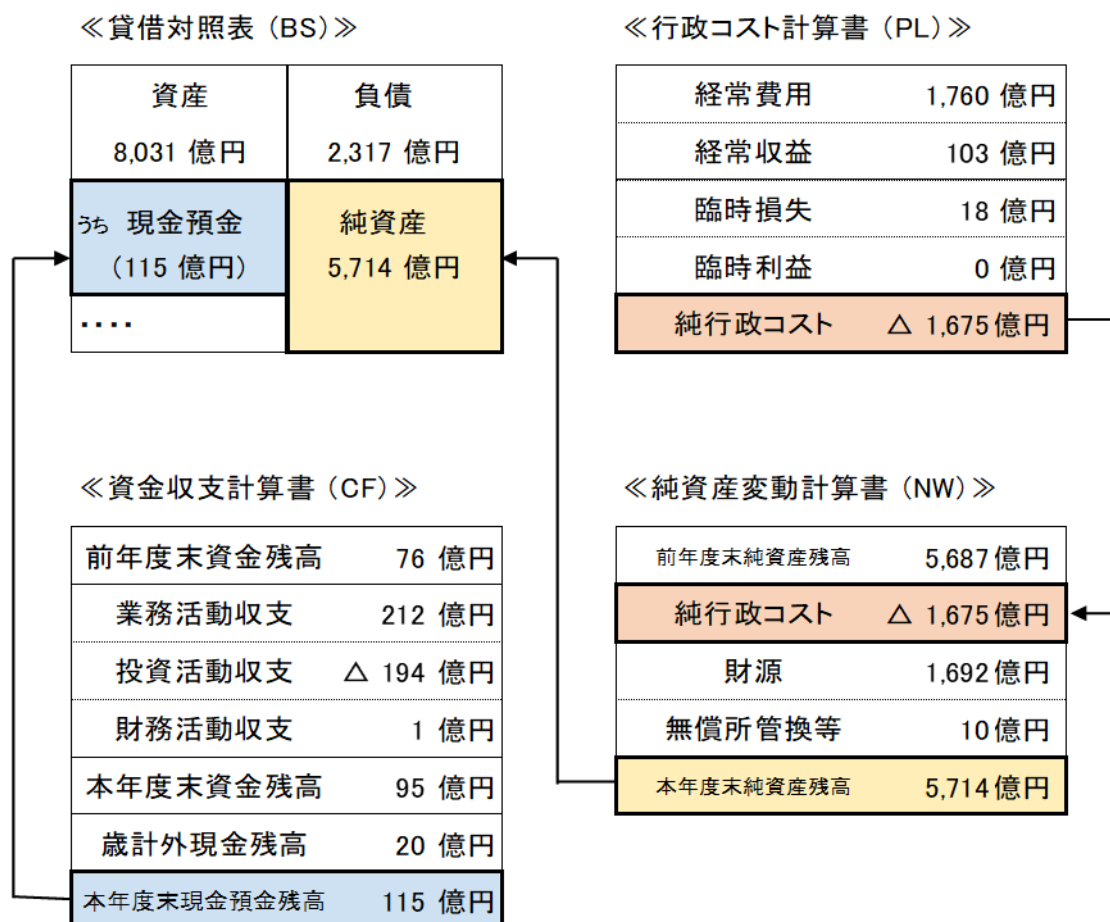 ≪貸借対照表（BS）≫
資産 負債
8,031 億円 2,317 億円
うち 現金預金 純資産
（115 億円） 5,714 億円
････
≪行政コスト計算書（PL）≫
経常費用 1,760 億円
経常収益 103 億円
臨時損失 18 億円
臨時利益 0 億円
純行政コスト △ 1,675億円
≪資金収支計算書（CF）≫
前年度末資金残高 76 億円
業務活動収支 212 億円
投資活動収支 △ 194 億円
財務活動収支 1 億円
本年度末資金残高 95 億円
歳計外現金残高 20 億円
本年度末現金預金残高 115 億円
≪純資産変動計算書（NW）≫
前年度末純資産残高 5,687億円
純行政コスト △ 1,675億円
財源 1,692億円
無償所管換等 10億円
本年度末純資産残高 5,714億円